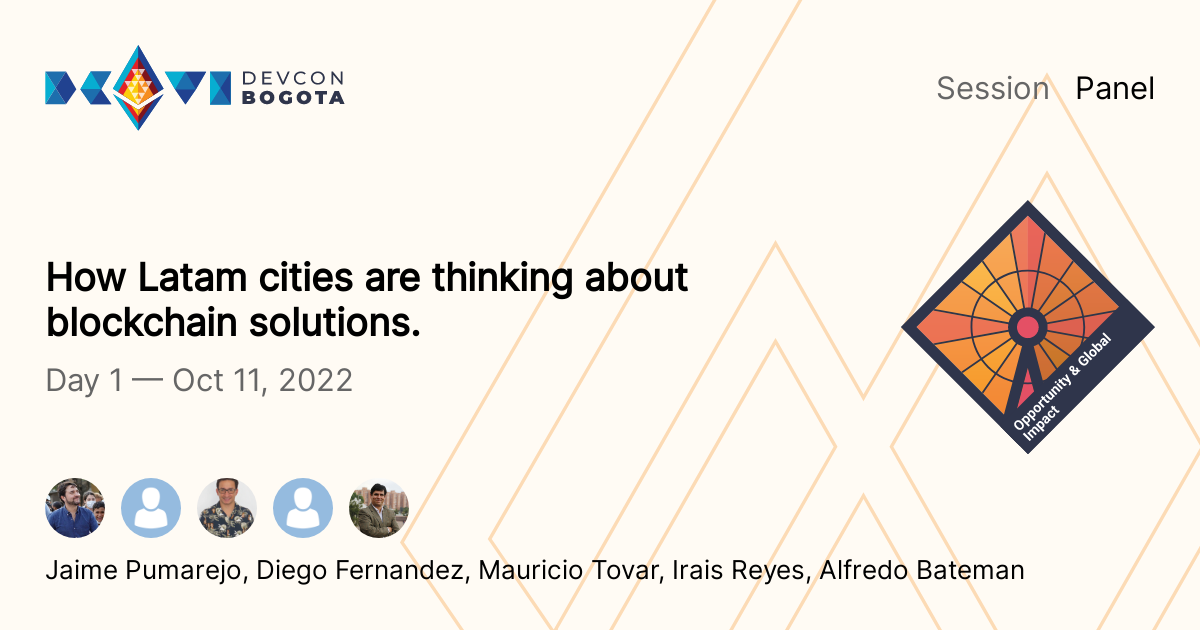 DEVCON
BOGOTA
Session Panel
How Latam cities are thinking about
blockchain solutions.
Day 1 — Oct 11, 2022
Opportunity & Global
Impact
Jaime Pumarejo, Diego Fernandez, Mauricio Tovar, Irais Reyes, Alfredo Bateman